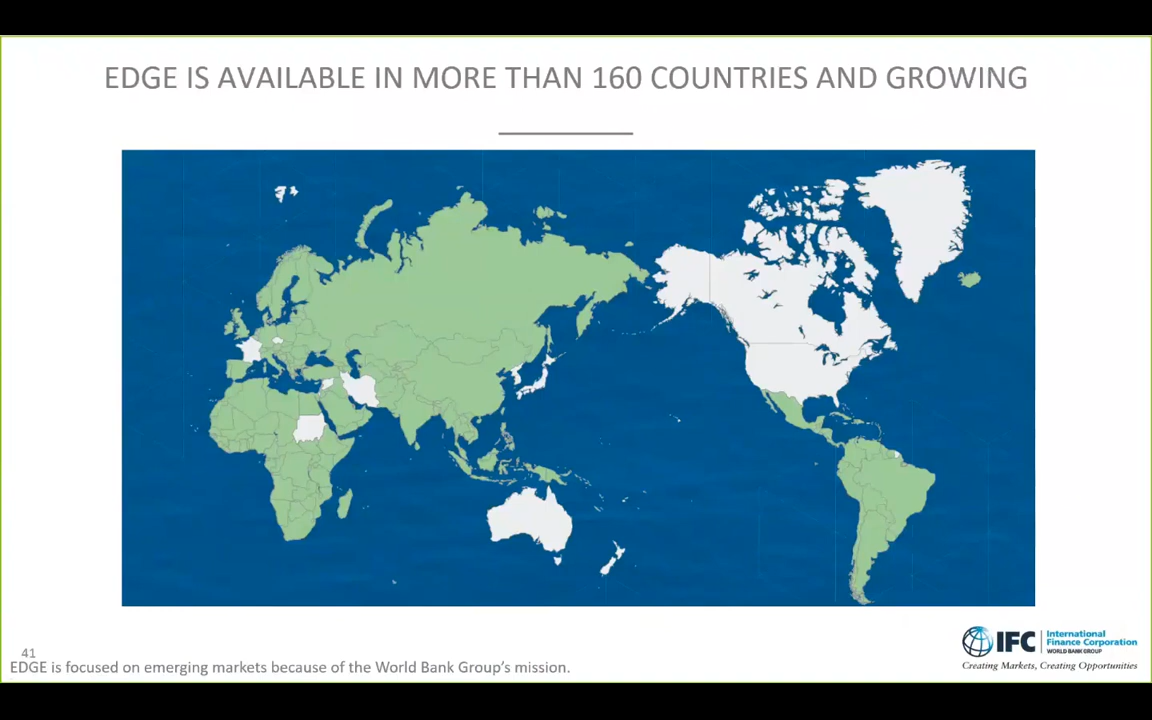 EDGE IS AVAILABLE IN MORE THAN 160 COUNTRIES AND GROWING
41
EDGE is focused on emerging markets because of the World Bank Group's mission.
IFC
International
Finance Corporation
WORLD BANK GROUP
Creating Markets, Creating Opportunities